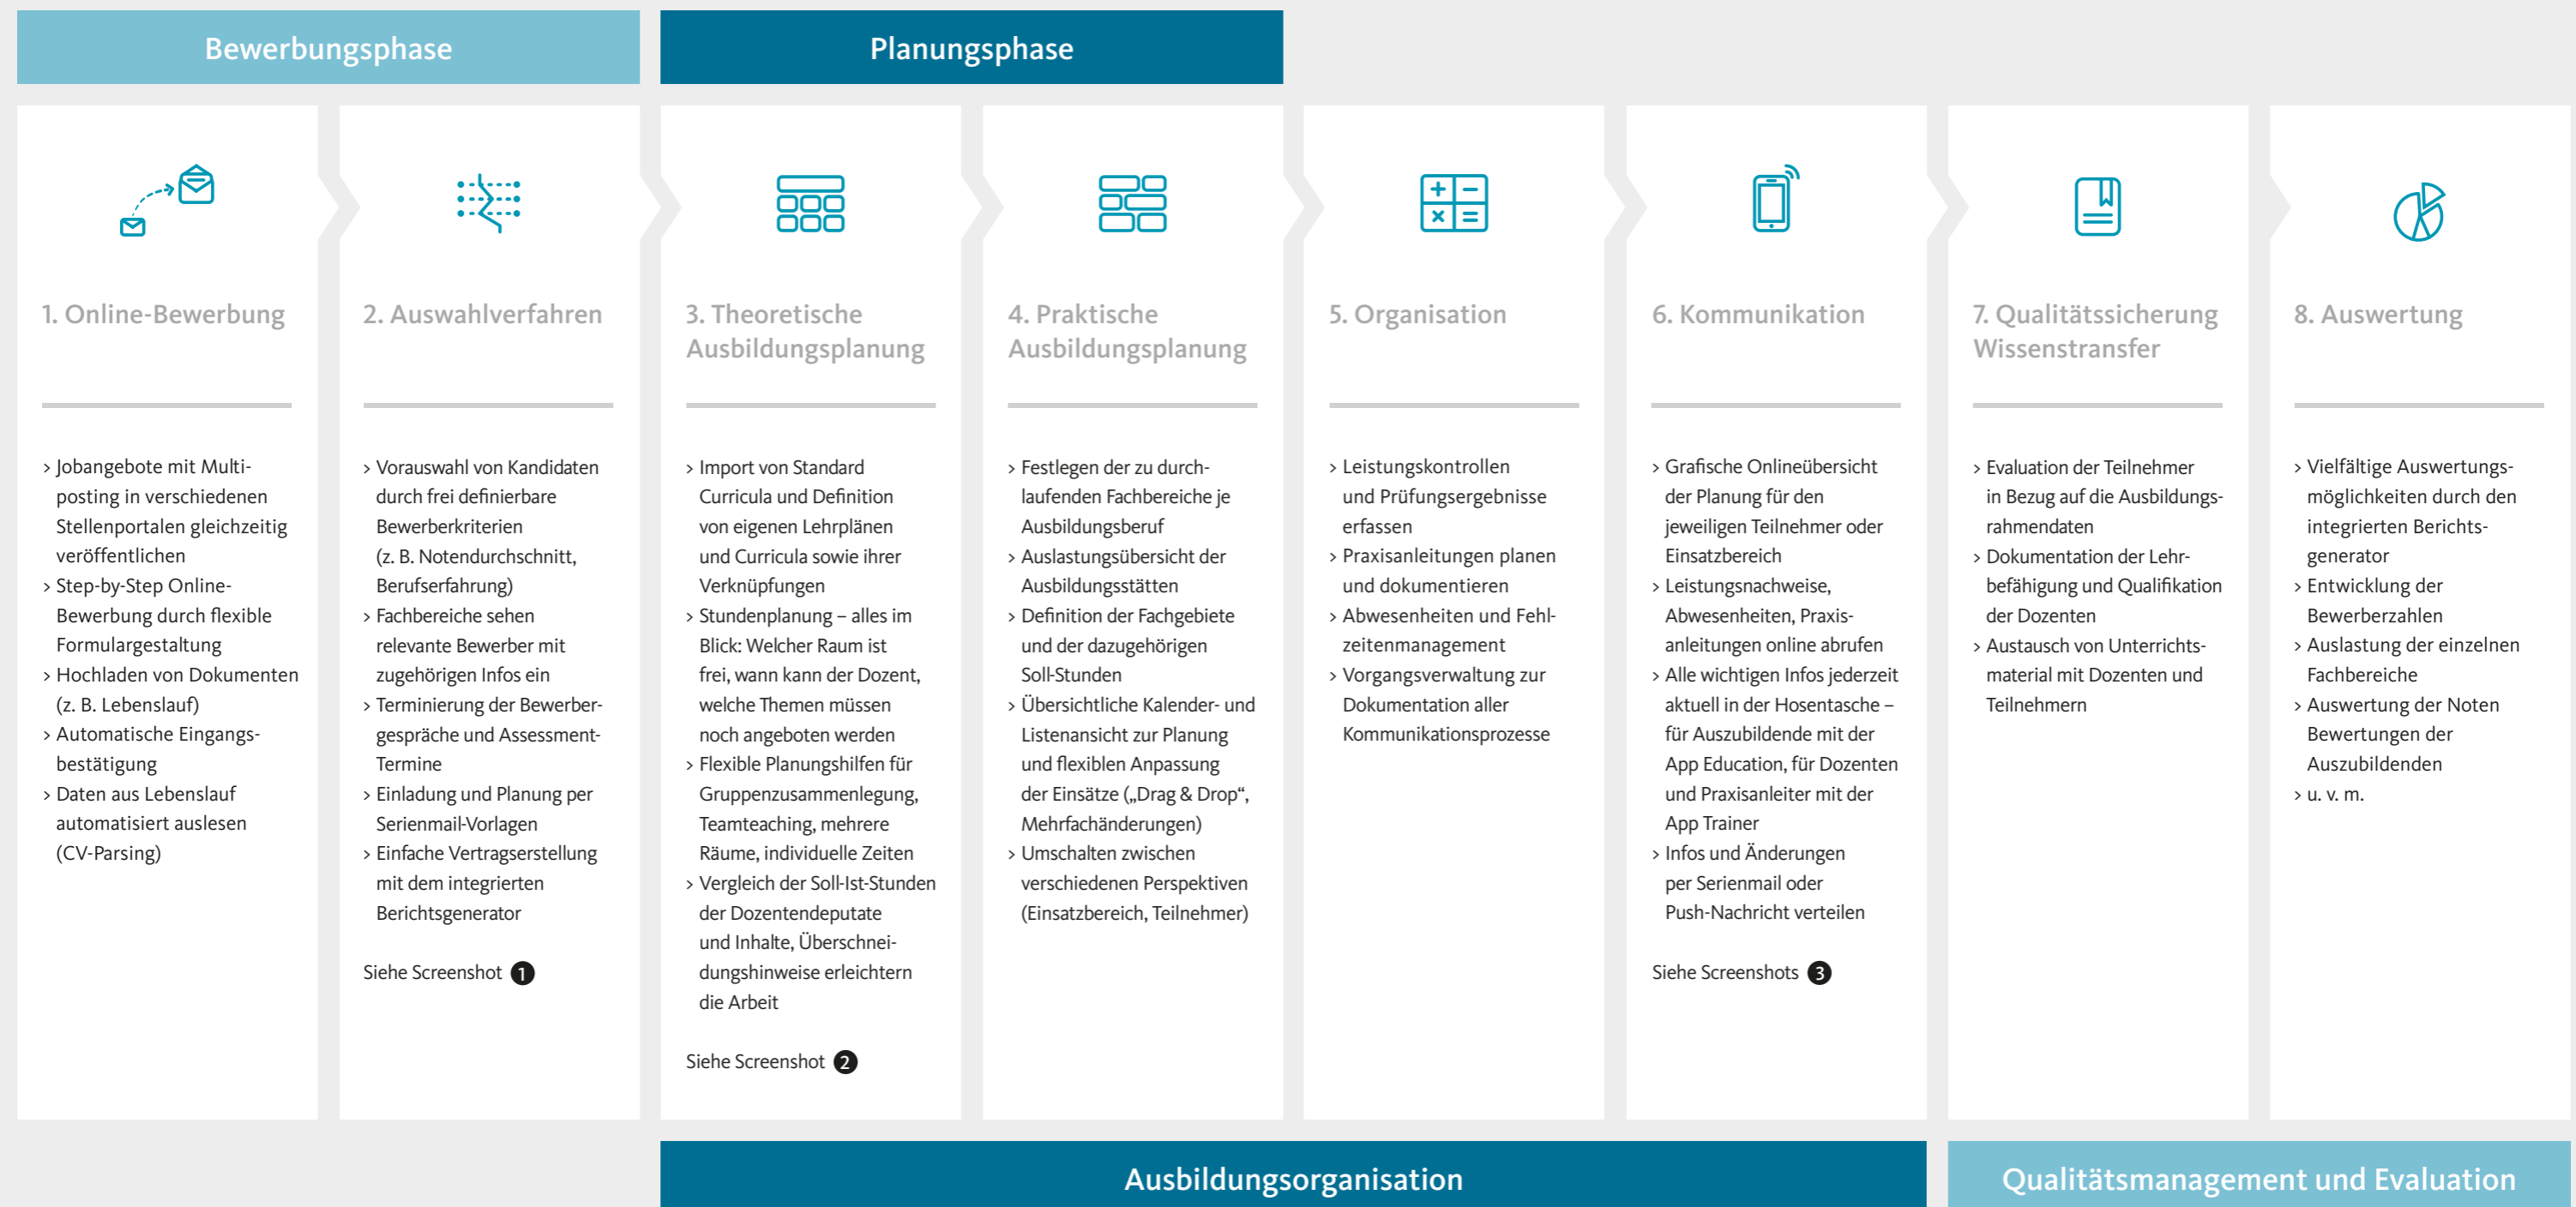 Bewerbungsphase
Planungsphase
1. Online-Bewerbung
> Jobangebote mit Multi-
posting in verschiedenen
Stellenportalen gleichzeitig
veröffentlichen
> Step-by-Step Online-
Bewerbung durch flexible
Formulargestaltung
> Hochladen von Dokumenten
(z. B. Lebenslauf)
> Automatische Eingangs-
bestätigung
> Daten aus Lebenslauf
automatisiert auslesen
(CV-Parsing)
2. Auswahlverfahren
> Vorauswahl von Kandidaten
durch frei definierbare
Bewerberkriterien
(z. B. Notendurchschnitt,
Berufserfahrung)
> Fachbereiche sehen
relevante Bewerber mit
zugehörigen Infos ein
> Terminierung der Bewerber-
gespräche und Assessment-
Termine
> Einladung und Planung per
Serienmail-Vorlagen
> Einfache Vertragserstellung
mit dem integrierten
Berichtsgenerator
Siehe Screenshot 1
3. Theoretische
Ausbildungsplanung
> Import von Standard
Curricula und Definition
von eigenen Lehrplänen
und Curricula sowie ihrer
Verknüpfungen
> Stundenplanung – alles im
Blick: Welcher Raum ist
frei, wann kann der Dozent,
welche Themen müssen
noch angeboten werden
> Flexible Planungshilfen für
Gruppenzusammenlegung,
Teamteaching, mehrere
Räume, individuelle Zeiten
> Vergleich der Soll-Ist-Stunden
der Dozentendeputate
und Inhalte, Überschnei-
dungshinweise erleichtern
die Arbeit
Siehe Screenshot 2
4. Praktische
Ausbildungsplanung
> Festlegen der zu durch-
laufenden Fachbereiche je
Ausbildungsberuf
> Auslastungsübersicht der
Ausbildungsstätten
> Definition der Fachgebiete
und der dazugehörigen
Soll-Stunden
> Übersichtliche Kalender- und
Listenansicht zur Planung
und flexiblen Anpassung
der Einsätze („Drag & Drop“,
Mehrfachänderungen)
> Umschalten zwischen
verschiedenen Perspektiven
(Einsatzbereich, Teilnehmer)
5. Organisation
> Leistungskontrollen
und Prüfungsergebnisse
erfassen
> Praxisanleitungen planen
und dokumentieren
> Abwesenheiten und Fehl-
zeitenmanagement
> Vorgangsverwaltung zur
Dokumentation aller
Kommunikationsprozesse
6. Kommunikation
> Grafische Onlineübersicht
der Planung für den
jeweiligen Teilnehmer oder
Einsatzbereich
> Leistungsnachweise,
Abwesenheiten, Praxis-
anleitungen online abrufen
> Alle wichtigen Infos jederzeit
aktuell in der Hosentasche –
für Auszubildende mit der
App Education, für Dozenten
und Praxisanleiter mit der
App Trainer
> Infos und Änderungen
per Serienmail oder
Push-Nachricht verteilen
Siehe Screenshots 3
7. Qualitätssicherung
Wissenstransfer
> Evaluation der Teilnehmer
in Bezug auf die Ausbildungs-
rahmendaten
> Dokumentation der Lehr-
befähigung und Qualifikation
der Dozenten
> Austausch von Unterrichts-
material mit Dozenten und
Teilnehmern
8. Auswertung
> Vielfältige Auswertungs-
möglichkeiten durch den
integrierten Berichts-
generator
> Entwicklung der
Bewerberzahlen
> Auslastung der einzelnen
Fachbereiche
> Auswertung der Noten
Bewertungen der
Auszubildenden
> u. v. m.
Ausbildungsorganisation
Qualitätsmanagement und Evaluation